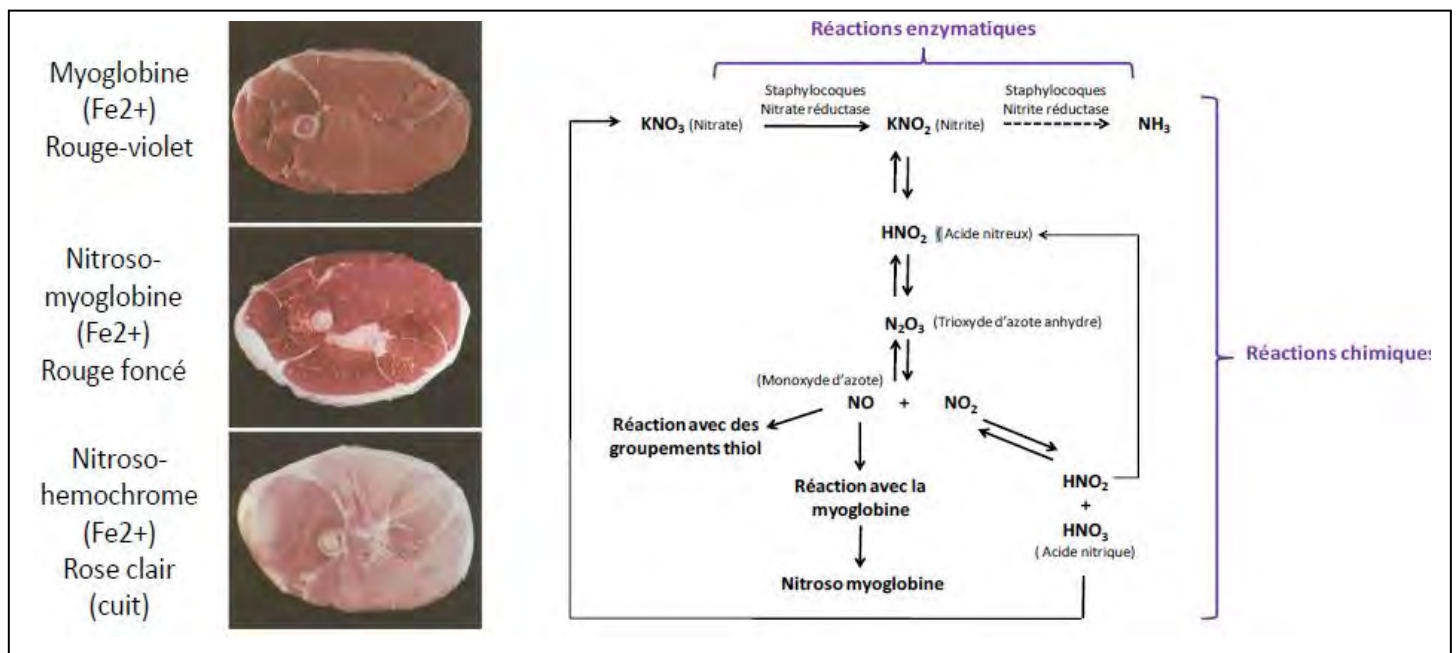 Myoglobine
(Fe2+)
Rouge-violet
Nitroso-
myoglobine
(Fe2+)
Rouge foncé
Nitroso-
hemochrome
(Fe2+)
Rose clair
(cuit)
Réactions enzymatiques
Staphylocoques
Nitrate réductase
Staphylocoques
Nitrite réductase
KNO₃ (Nitrate)
KNO₂ (Nitrite)
NH₃
HNO₂ (Acide nitreux)
N₂O₃ (Trioxyde d'azote anhydre)
(Monoxyde d'azote)
NO + NO₂
Réaction avec des
groupements thiol
Réaction avec la
myoglobine
Nitroso myoglobine
HNO₂
+
HNO₃
( Acide nitrique)
Réactions chimiques